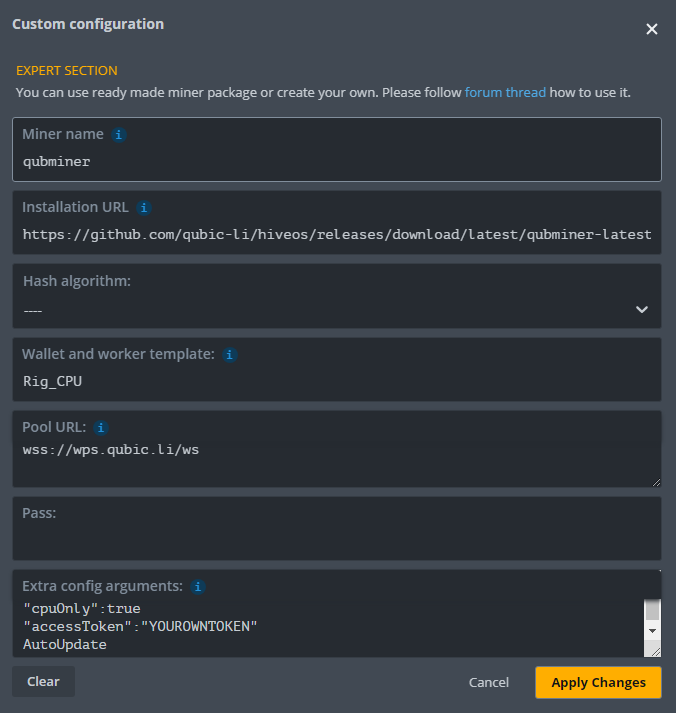 Custom configuration
EXPERT SECTION
You can use ready made miner package or create your own. Please follow forum thread how to use it.
Miner name
qubminer
Installation URL
https://github.com/qubic-li/hiveos/releases/download/latest/qubminer-latest
Hash algorithm:
----
Wallet and worker template:
Rig_CPU
Pool URL:
wss://wps.qubic.li/ws
Pass:
Extra config arguments:
"cpuOnly":true
"accessToken":"YOUROWNTOKEN"
AutoUpdate
Clear
Cancel
Apply Changes